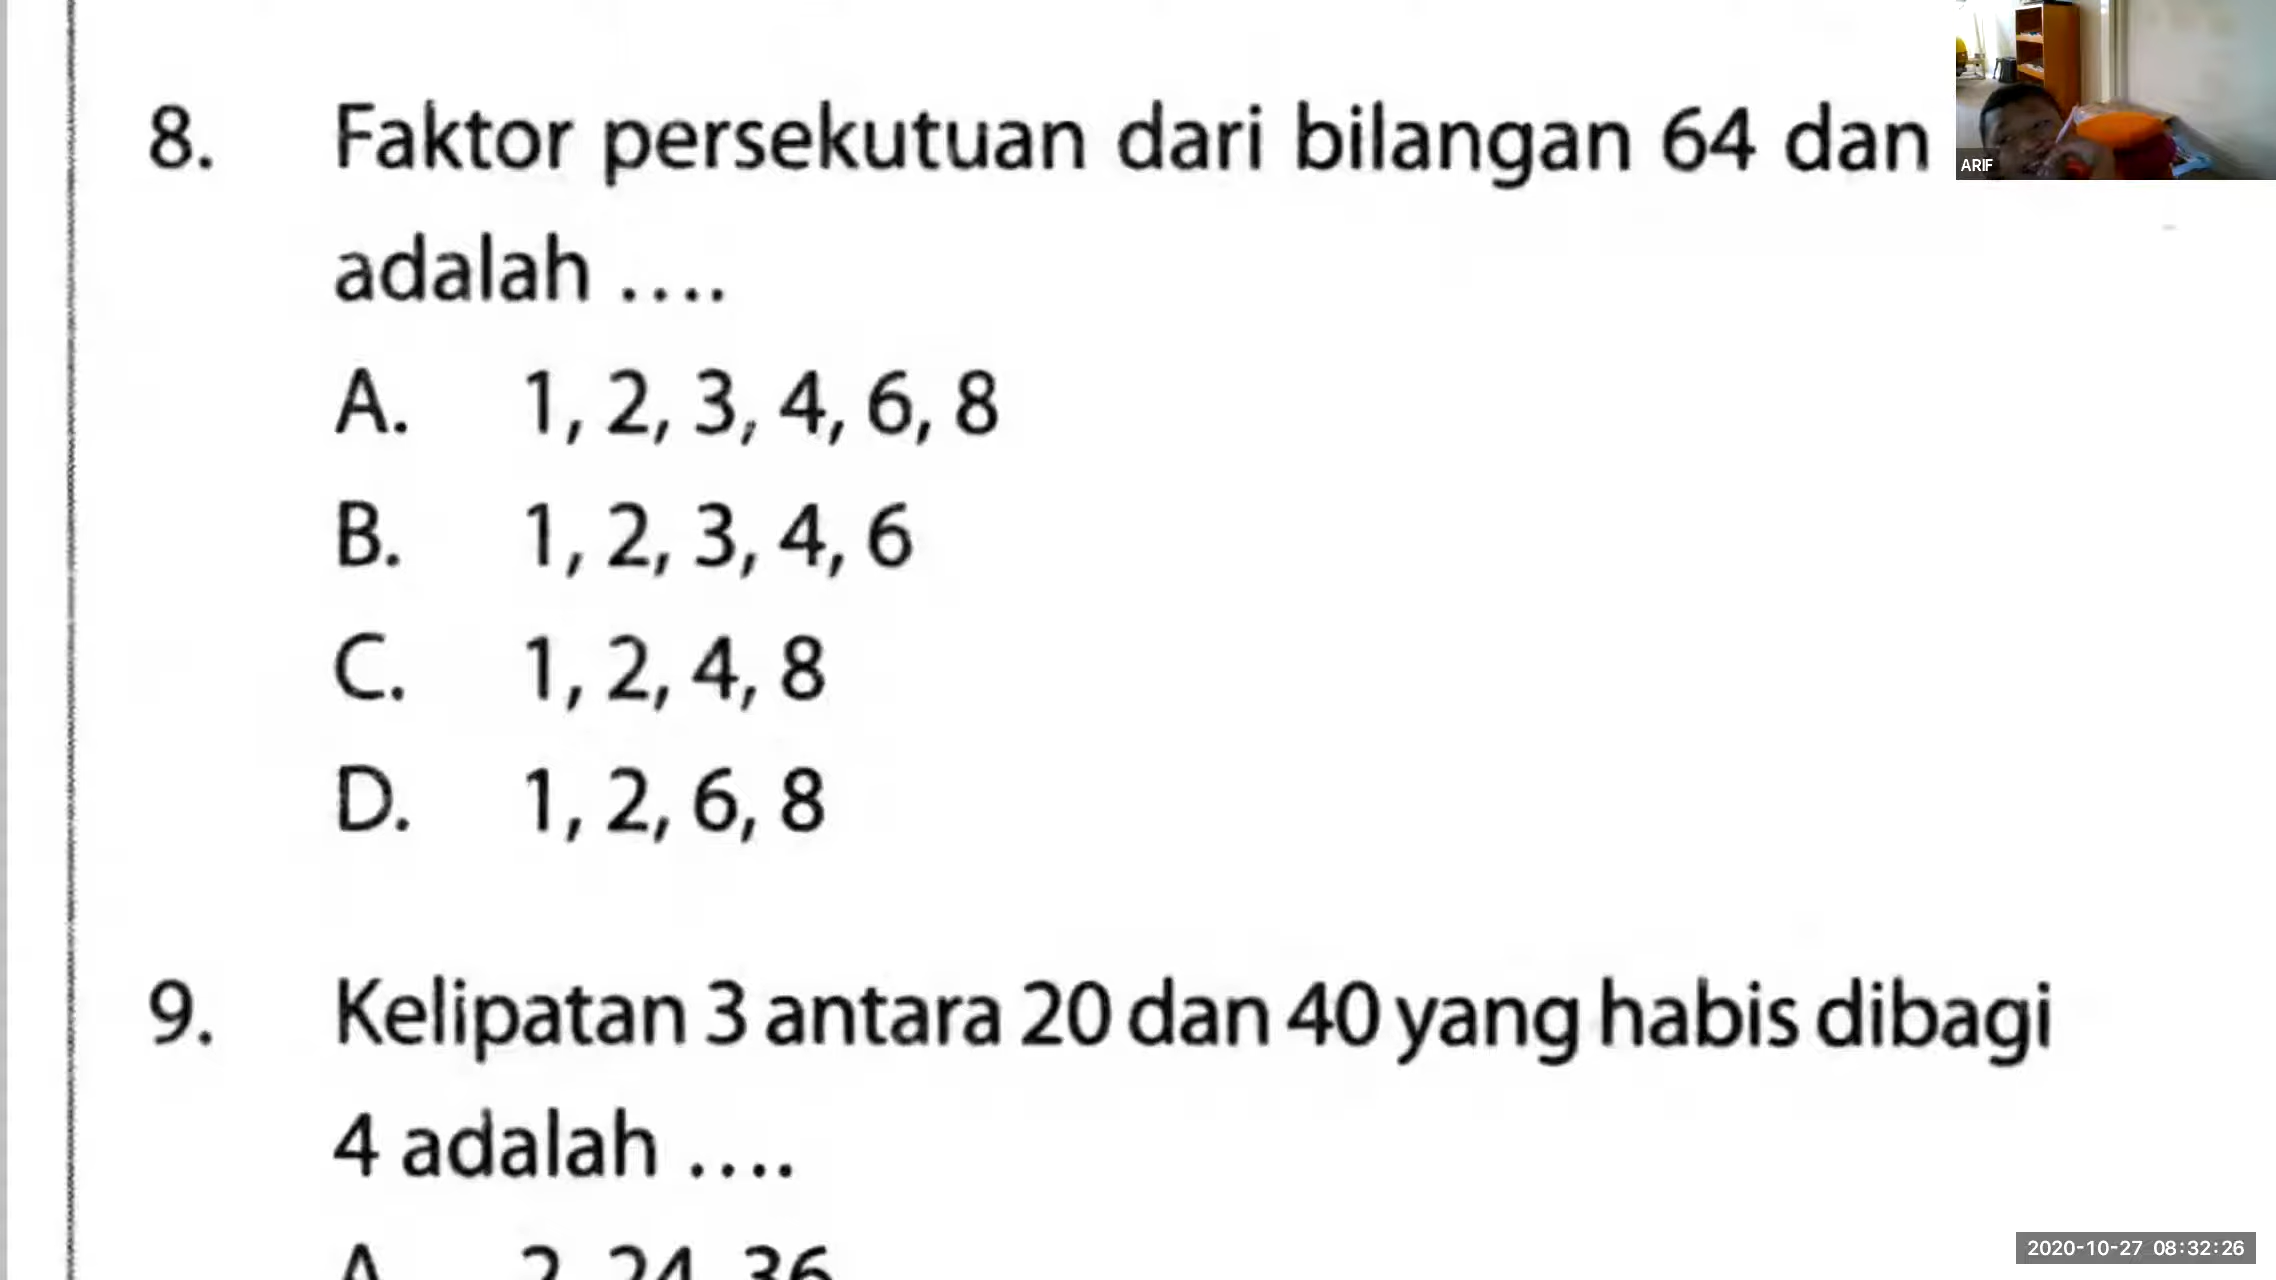 8. Faktor persekutuan dari bilangan 64 dan
ARIF
adalah ....
A. 1, 2, 3, 4, 6, 8
B. 1, 2, 3, 4, 6
C. 1, 2, 4, 8
D. 1, 2, 6, 8
9. Kelipatan 3 antara 20 dan 40 yang habis dibagi
4 adalah ....
2020-10-27 08:32:26